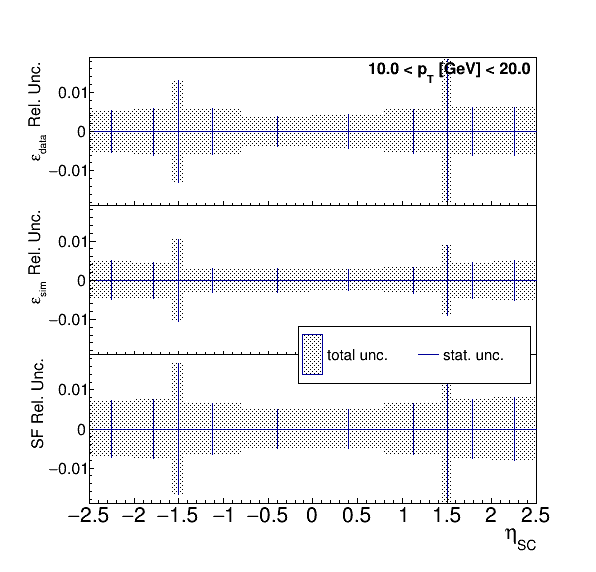 10.0 < p_T [GeV] < 20.0
ε_data Rel. Unc.
0.01
0
−0.01
ε_sim Rel. Unc.
0.01
0
−0.01
total unc. stat. unc.
SF Rel. Unc.
0.01
0
−0.01
−2.5 −2 −1.5 −1 −0.5 0 0.5 1 1.5 2 2.5
η_SC